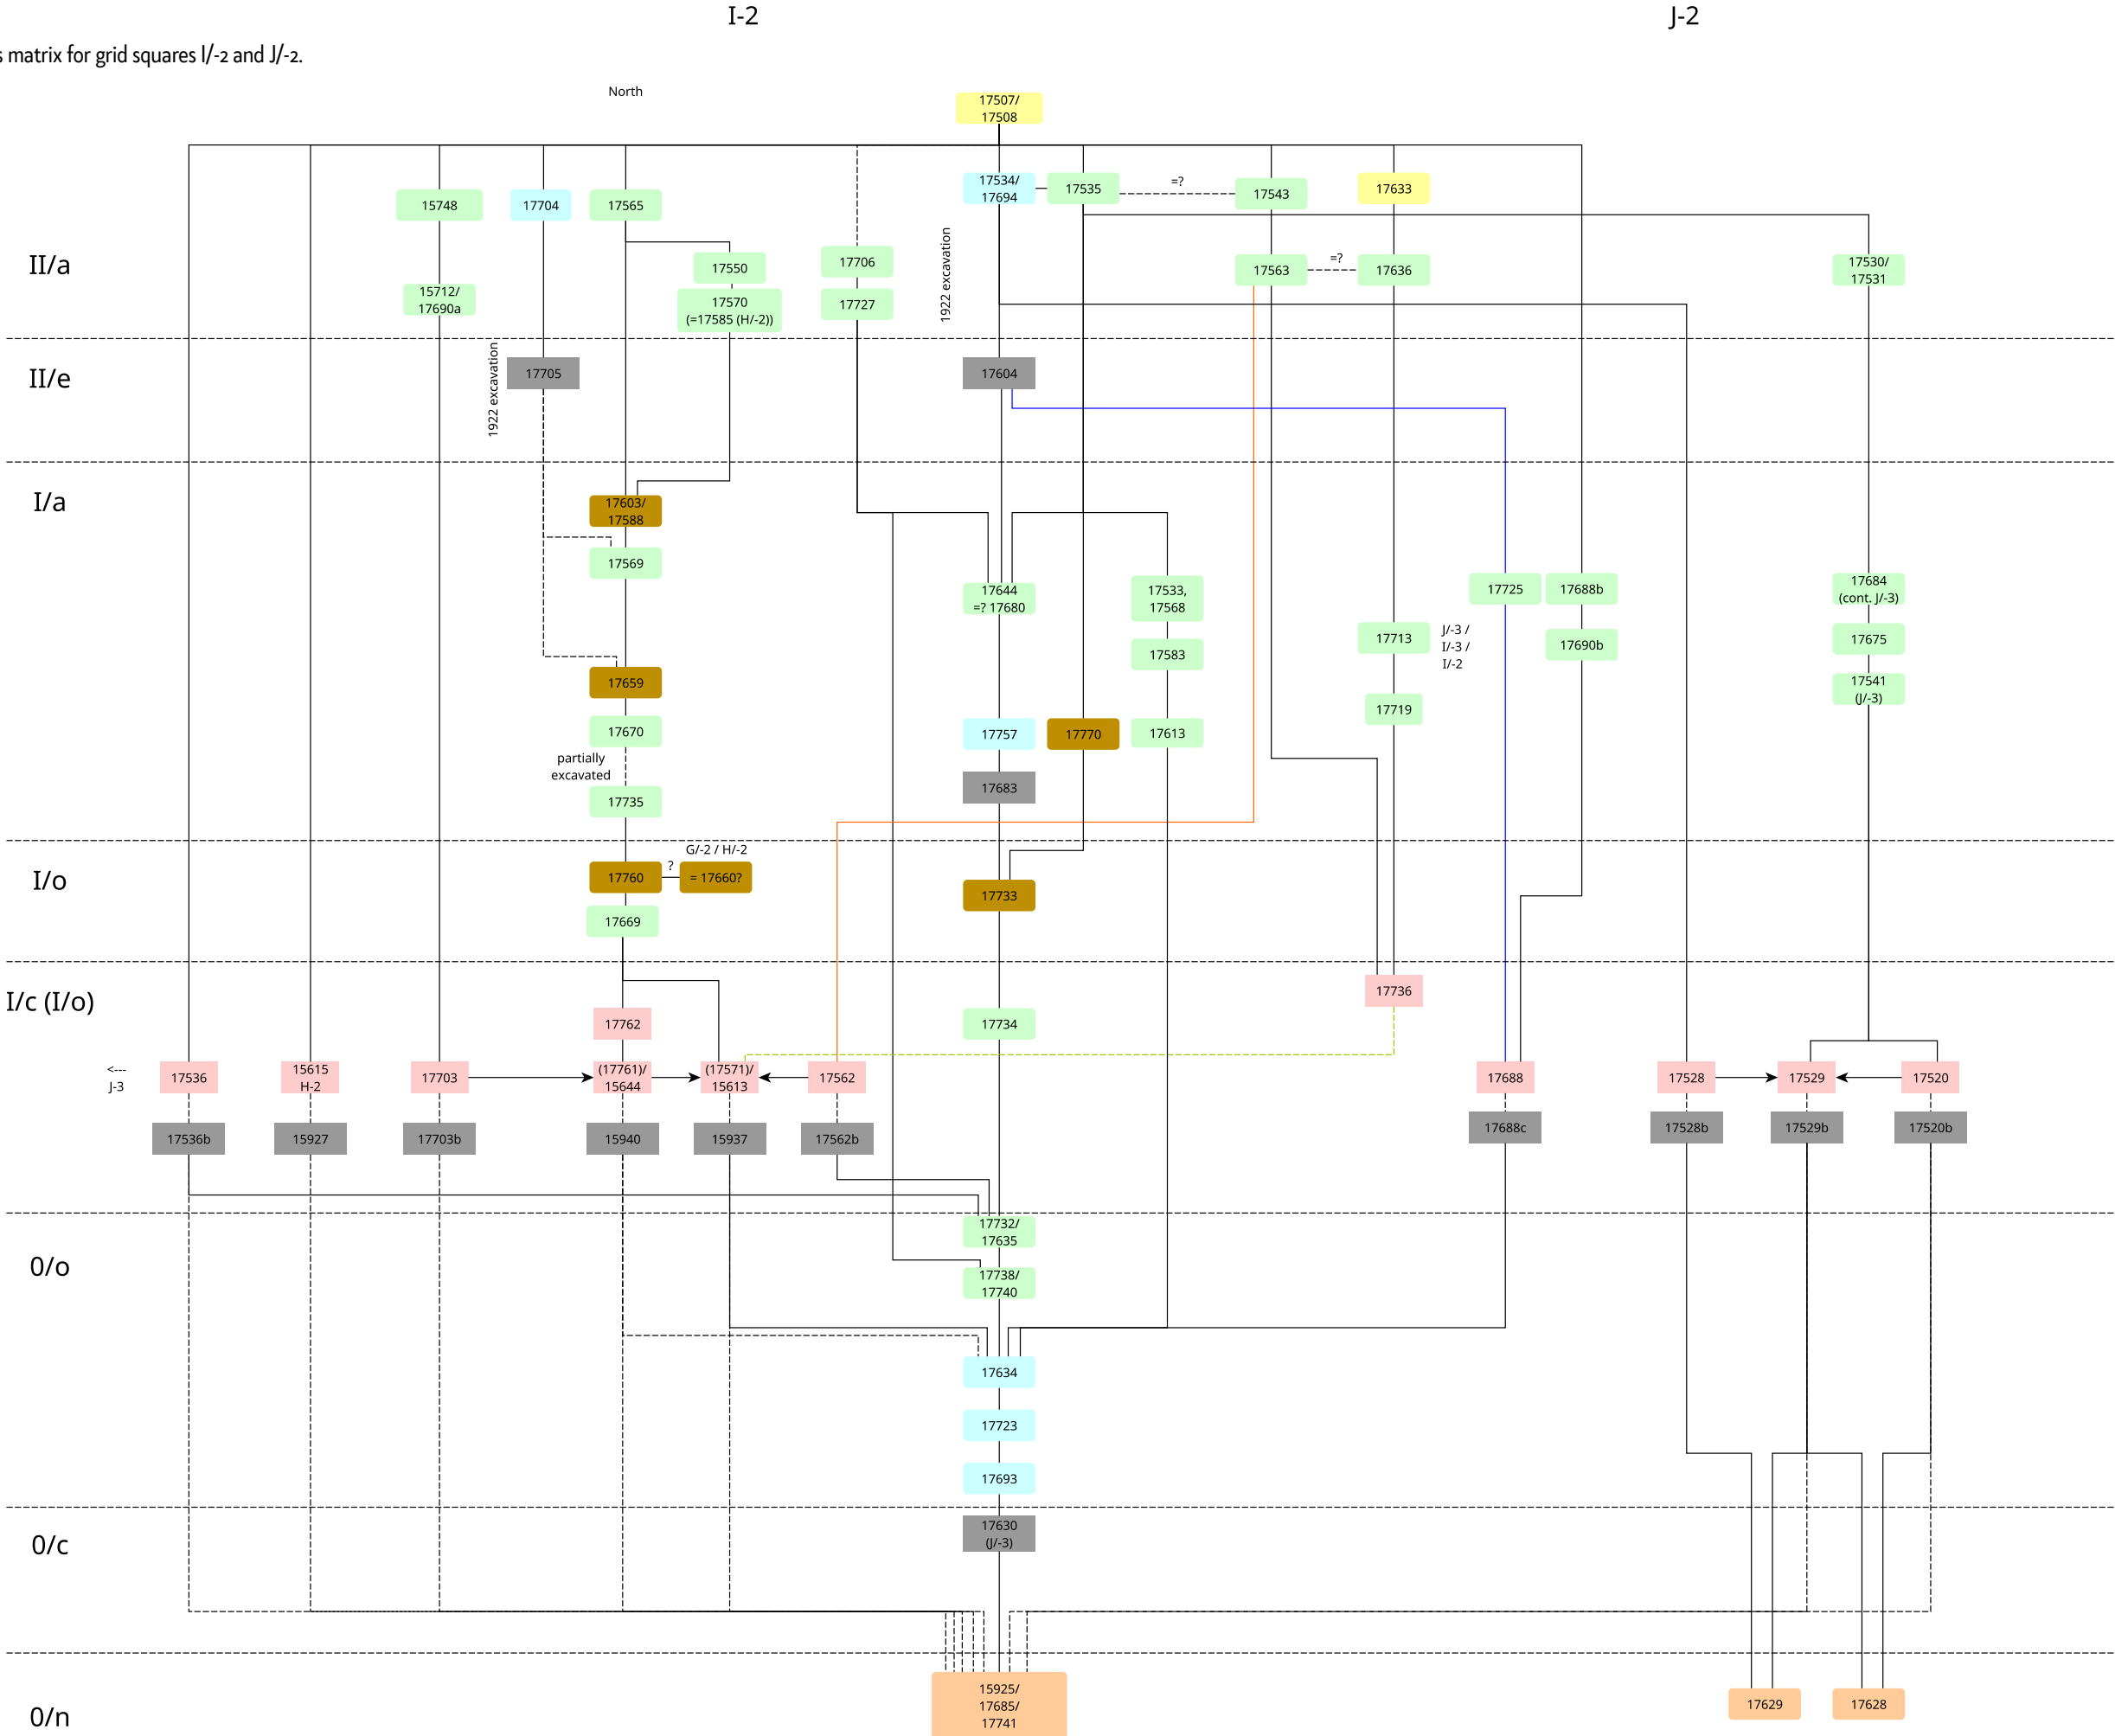 I-2
J-2
s matrix for grid squares I/-2 and J/-2.
North
17507/
17508
II/a
15748
17704
17565
17534/
17694
17535
=?
17543
17633
15712/
17690a
17550
17570
(=17585 (H/-2))
17706
17727
1922 excavation
17563
=?
17636
17530/
17531
II/e
1922 excavation
17705
17604
I/a
17603/
17588
17569
17659
17670
partially
excavated
17735
17644
=? 17680
17757
17683
17770
17533,
17568
17583
17613
17713
J/-3 /
I/-3 /
I/-2
17719
17725
17688b
17690b
17684
(cont. J/-3)
17675
17541
(J/-3)
I/o
17760
?
G/-2 / H/-2
= 17660?
17669
17733
I/c (I/o)
17762
17734
17736
<---
J-3
17536
15615
H-2
17703
(17761)/
15644
(17571)/
15613
17562
17688
17528
17529
17520
17536b
15927
17703b
15940
15937
17562b
17688c
17528b
17529b
17520b
0/o
17732/
17635
17738/
17740
17634
17723
17693
0/c
17630
(J/-3)
0/n
15925/
17685/
17741
17629
17628